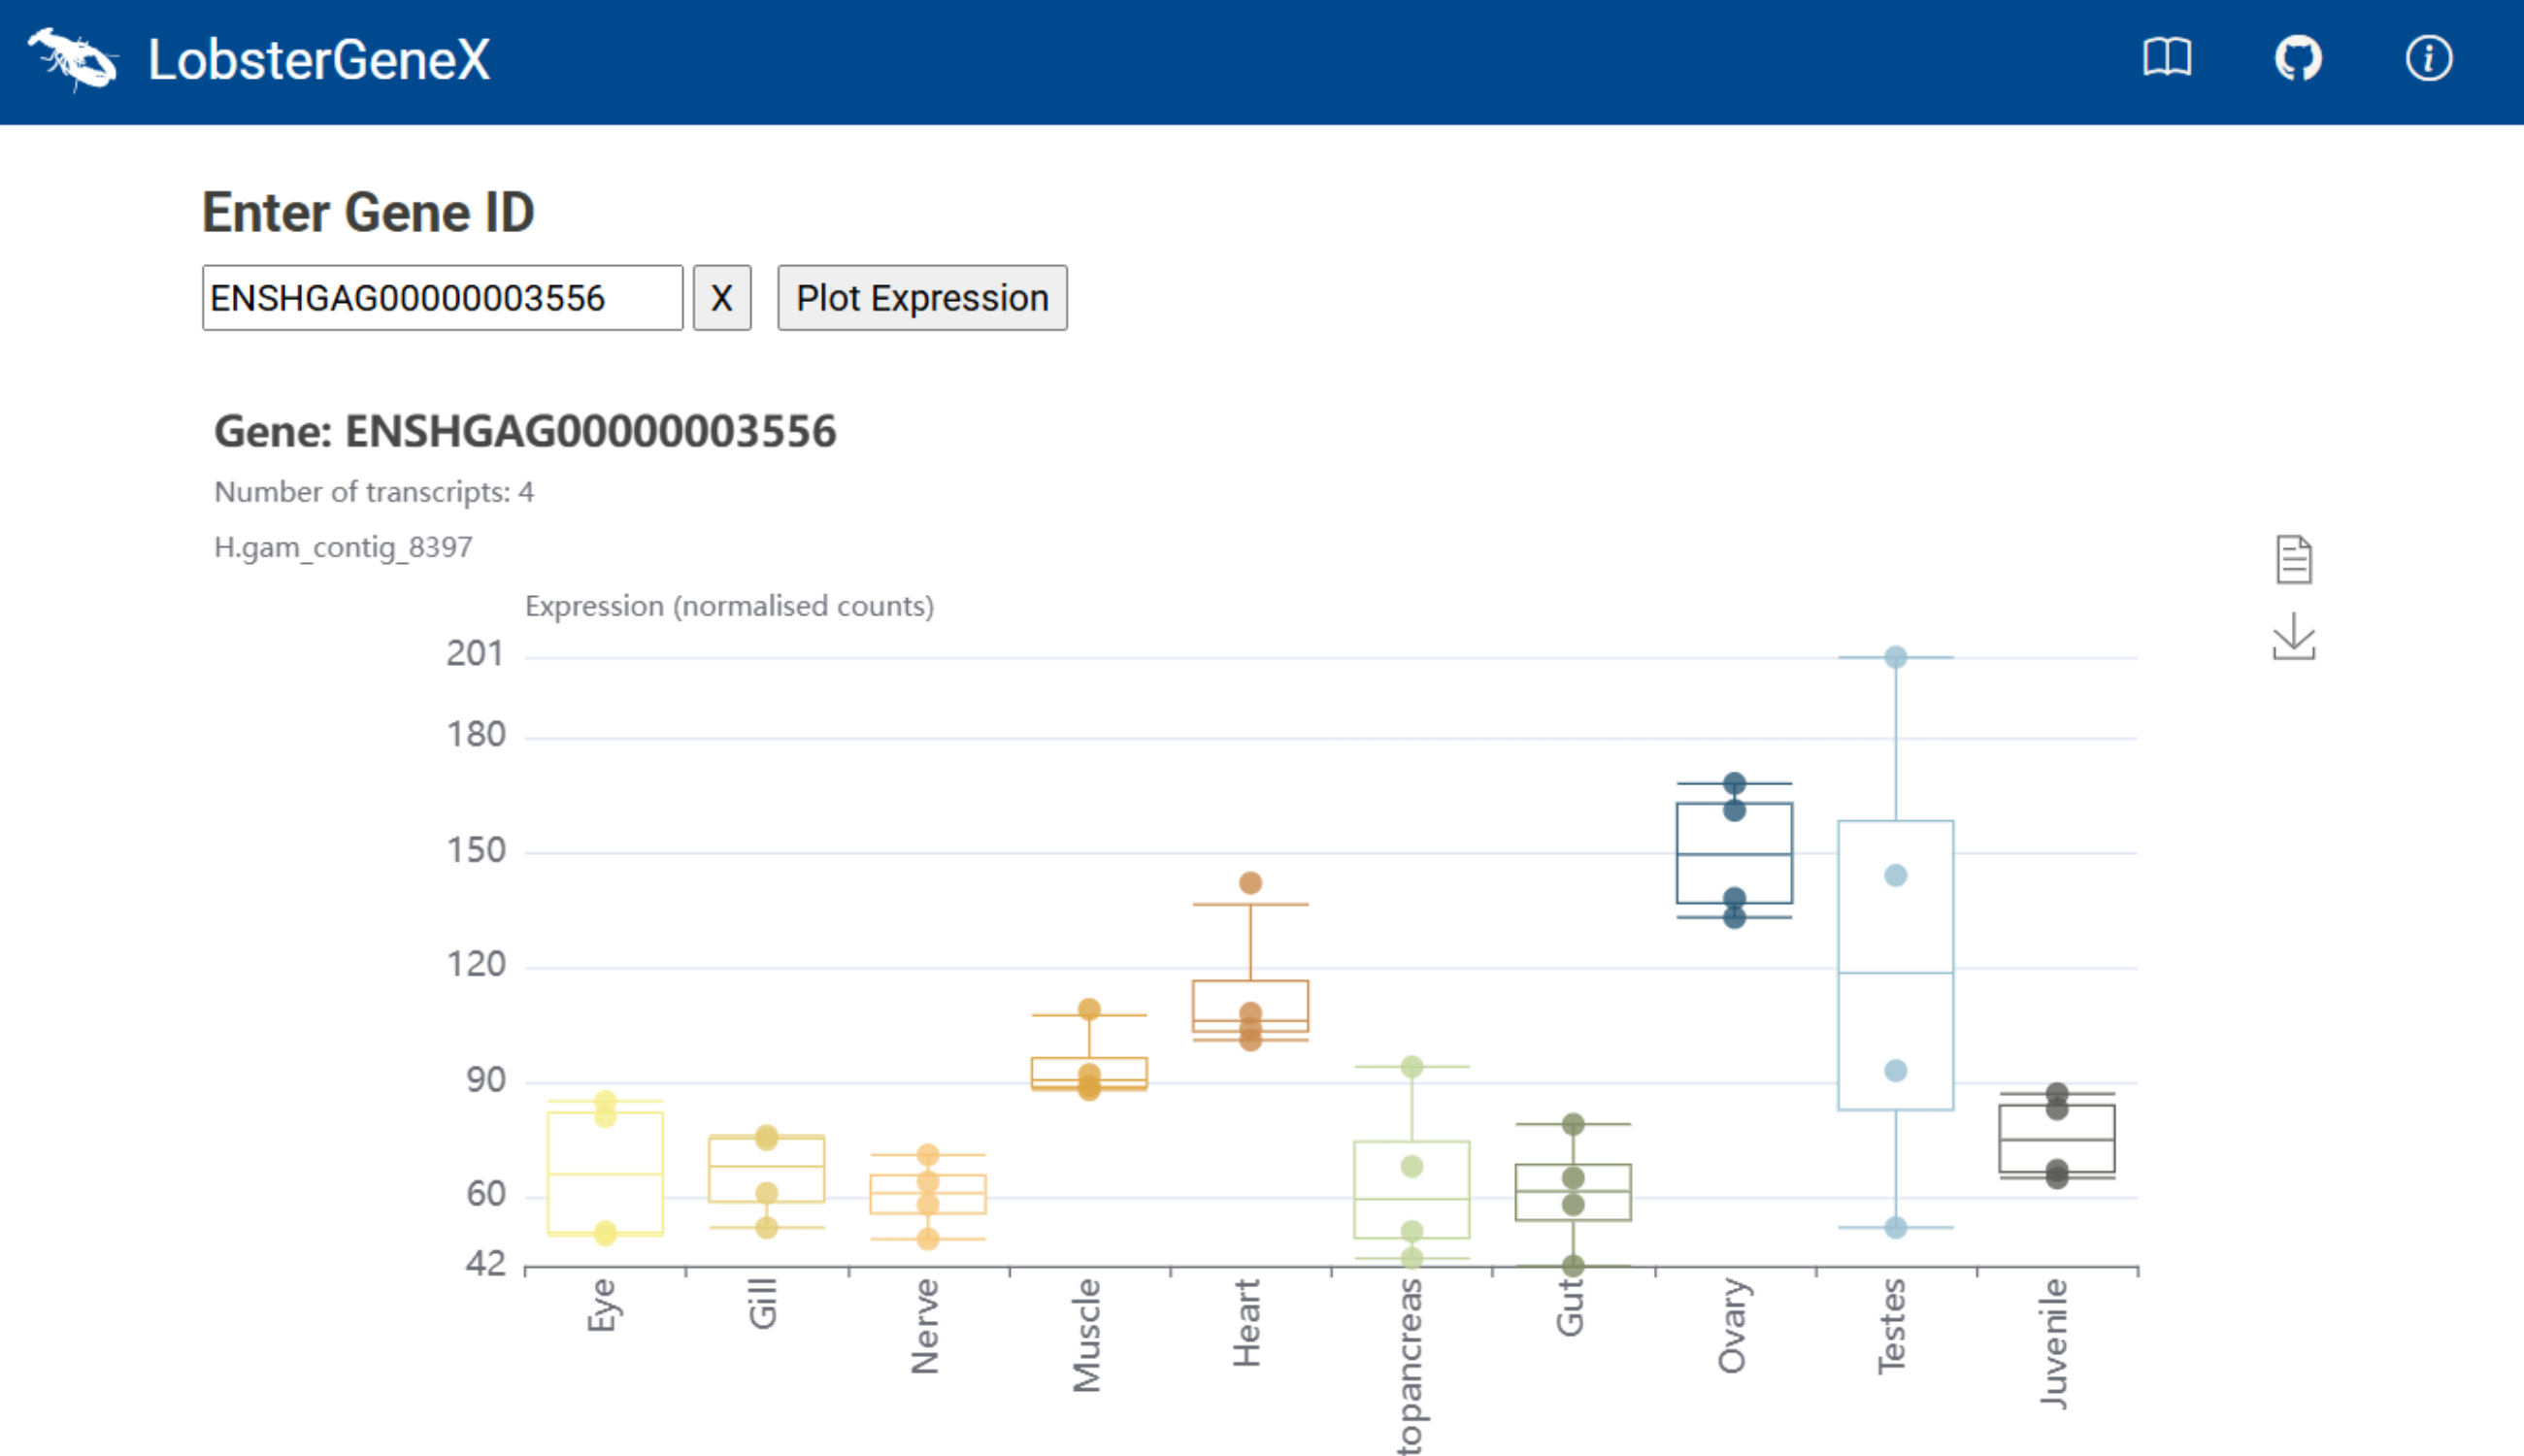 LobsterGeneX
Enter Gene ID
ENSHGAG00000003556 X Plot Expression
Gene: ENSHGAG00000003556
Number of transcripts: 4
H.gam_contig_8397
Expression (normalised counts)
201
180
150
120
90
60
42
Eye
Gill
Nerve
Muscle
Heart
topancreas
Gut
Ovary
Testes
Juvenile